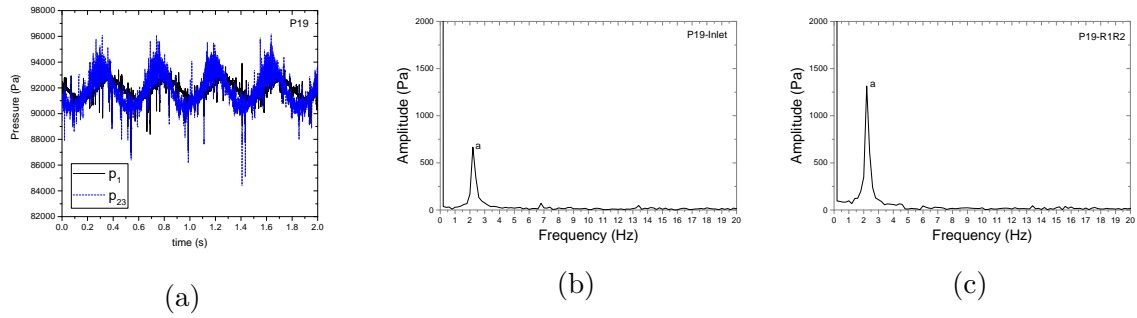 98000
96000
94000
92000
90000
88000
86000
84000
82000
Pressure (Pa)
P19
p1
p23
0.0 0.2 0.4 0.6 0.8 1.0 1.2 1.4 1.6 1.8 2.0
time (s)
(a)
2000
1500
1000
500
0
Amplitude (Pa)
P19-Inlet
a
0 1 2 3 4 5 6 7 8 9 10 11 12 13 14 15 16 17 18 19 20
Frequency (Hz)
(b)
2000
1500
1000
500
0
Amplitude (Pa)
P19-R1R2
a
0 1 2 3 4 5 6 7 8 9 10 11 12 13 14 15 16 17 18 19 20
Frequency (Hz)
(c)